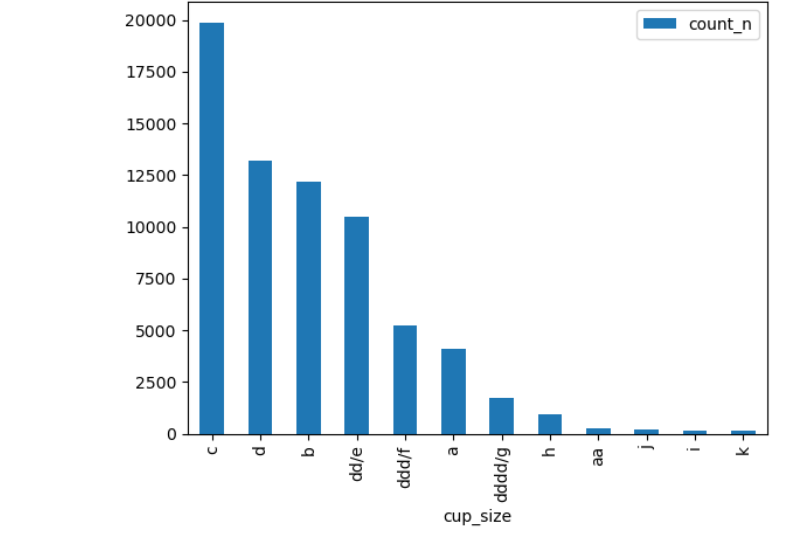 20000
17500
15000
12500
10000
7500
5000
2500
0
count_n
c
d
b
dd/e
ddd/f
a
dddd/g
h
aa
j
i
k
cup_size